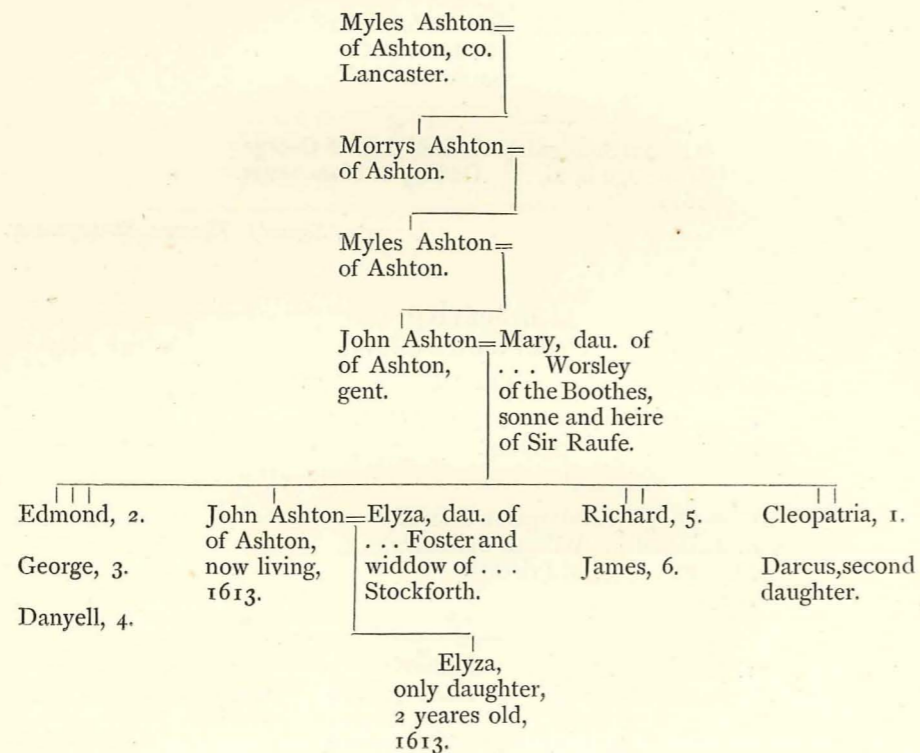 Myles Ashton=
of Ashton, co.
Lancaster.
Morrys Ashton=
of Ashton.
Myles Ashton=
of Ashton.
John Ashton=Mary, dau. of
of Ashton,
gent.
. . . Worsley
of the Boothes,
sonne and heire
of Sir Raufe.
Edmond, 2.
George, 3.
Danyell, 4.
John Ashton=Elyza, dau. of
of Ashton,
now living,
1613.
. . . Foster and
widdow of . . .
Stockforth.
Richard, 5.
James, 6.
Cleopatria, 1.
Darcus,second
daughter.
Elyza,
only daughter,
2 yeares old,
1613.